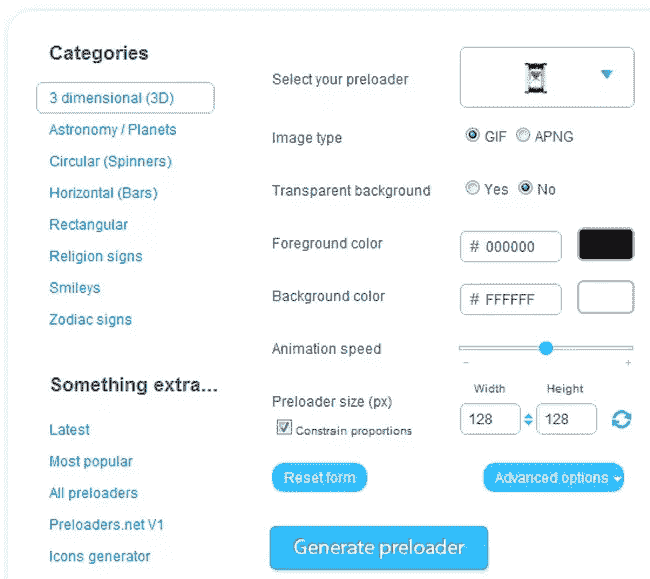 Categories
3 dimensional (3D)
Astronomy / Planets
Circular (Spinners)
Horizontal (Bars)
Rectangular
Religion signs
Smileys
Zodiac signs
Something extra...
Latest
Most popular
All preloaders
Preloaders.net V1
Icons generator
Select your preloader
Image type
GIF APNG
Transparent background
Yes No
Foreground color
# 000000
Background color
# FFFFFF
Animation speed
− +
Width Height
Preloader size (px)
128 128
Constrain proportions
Reset form
Advanced options
Generate preloader